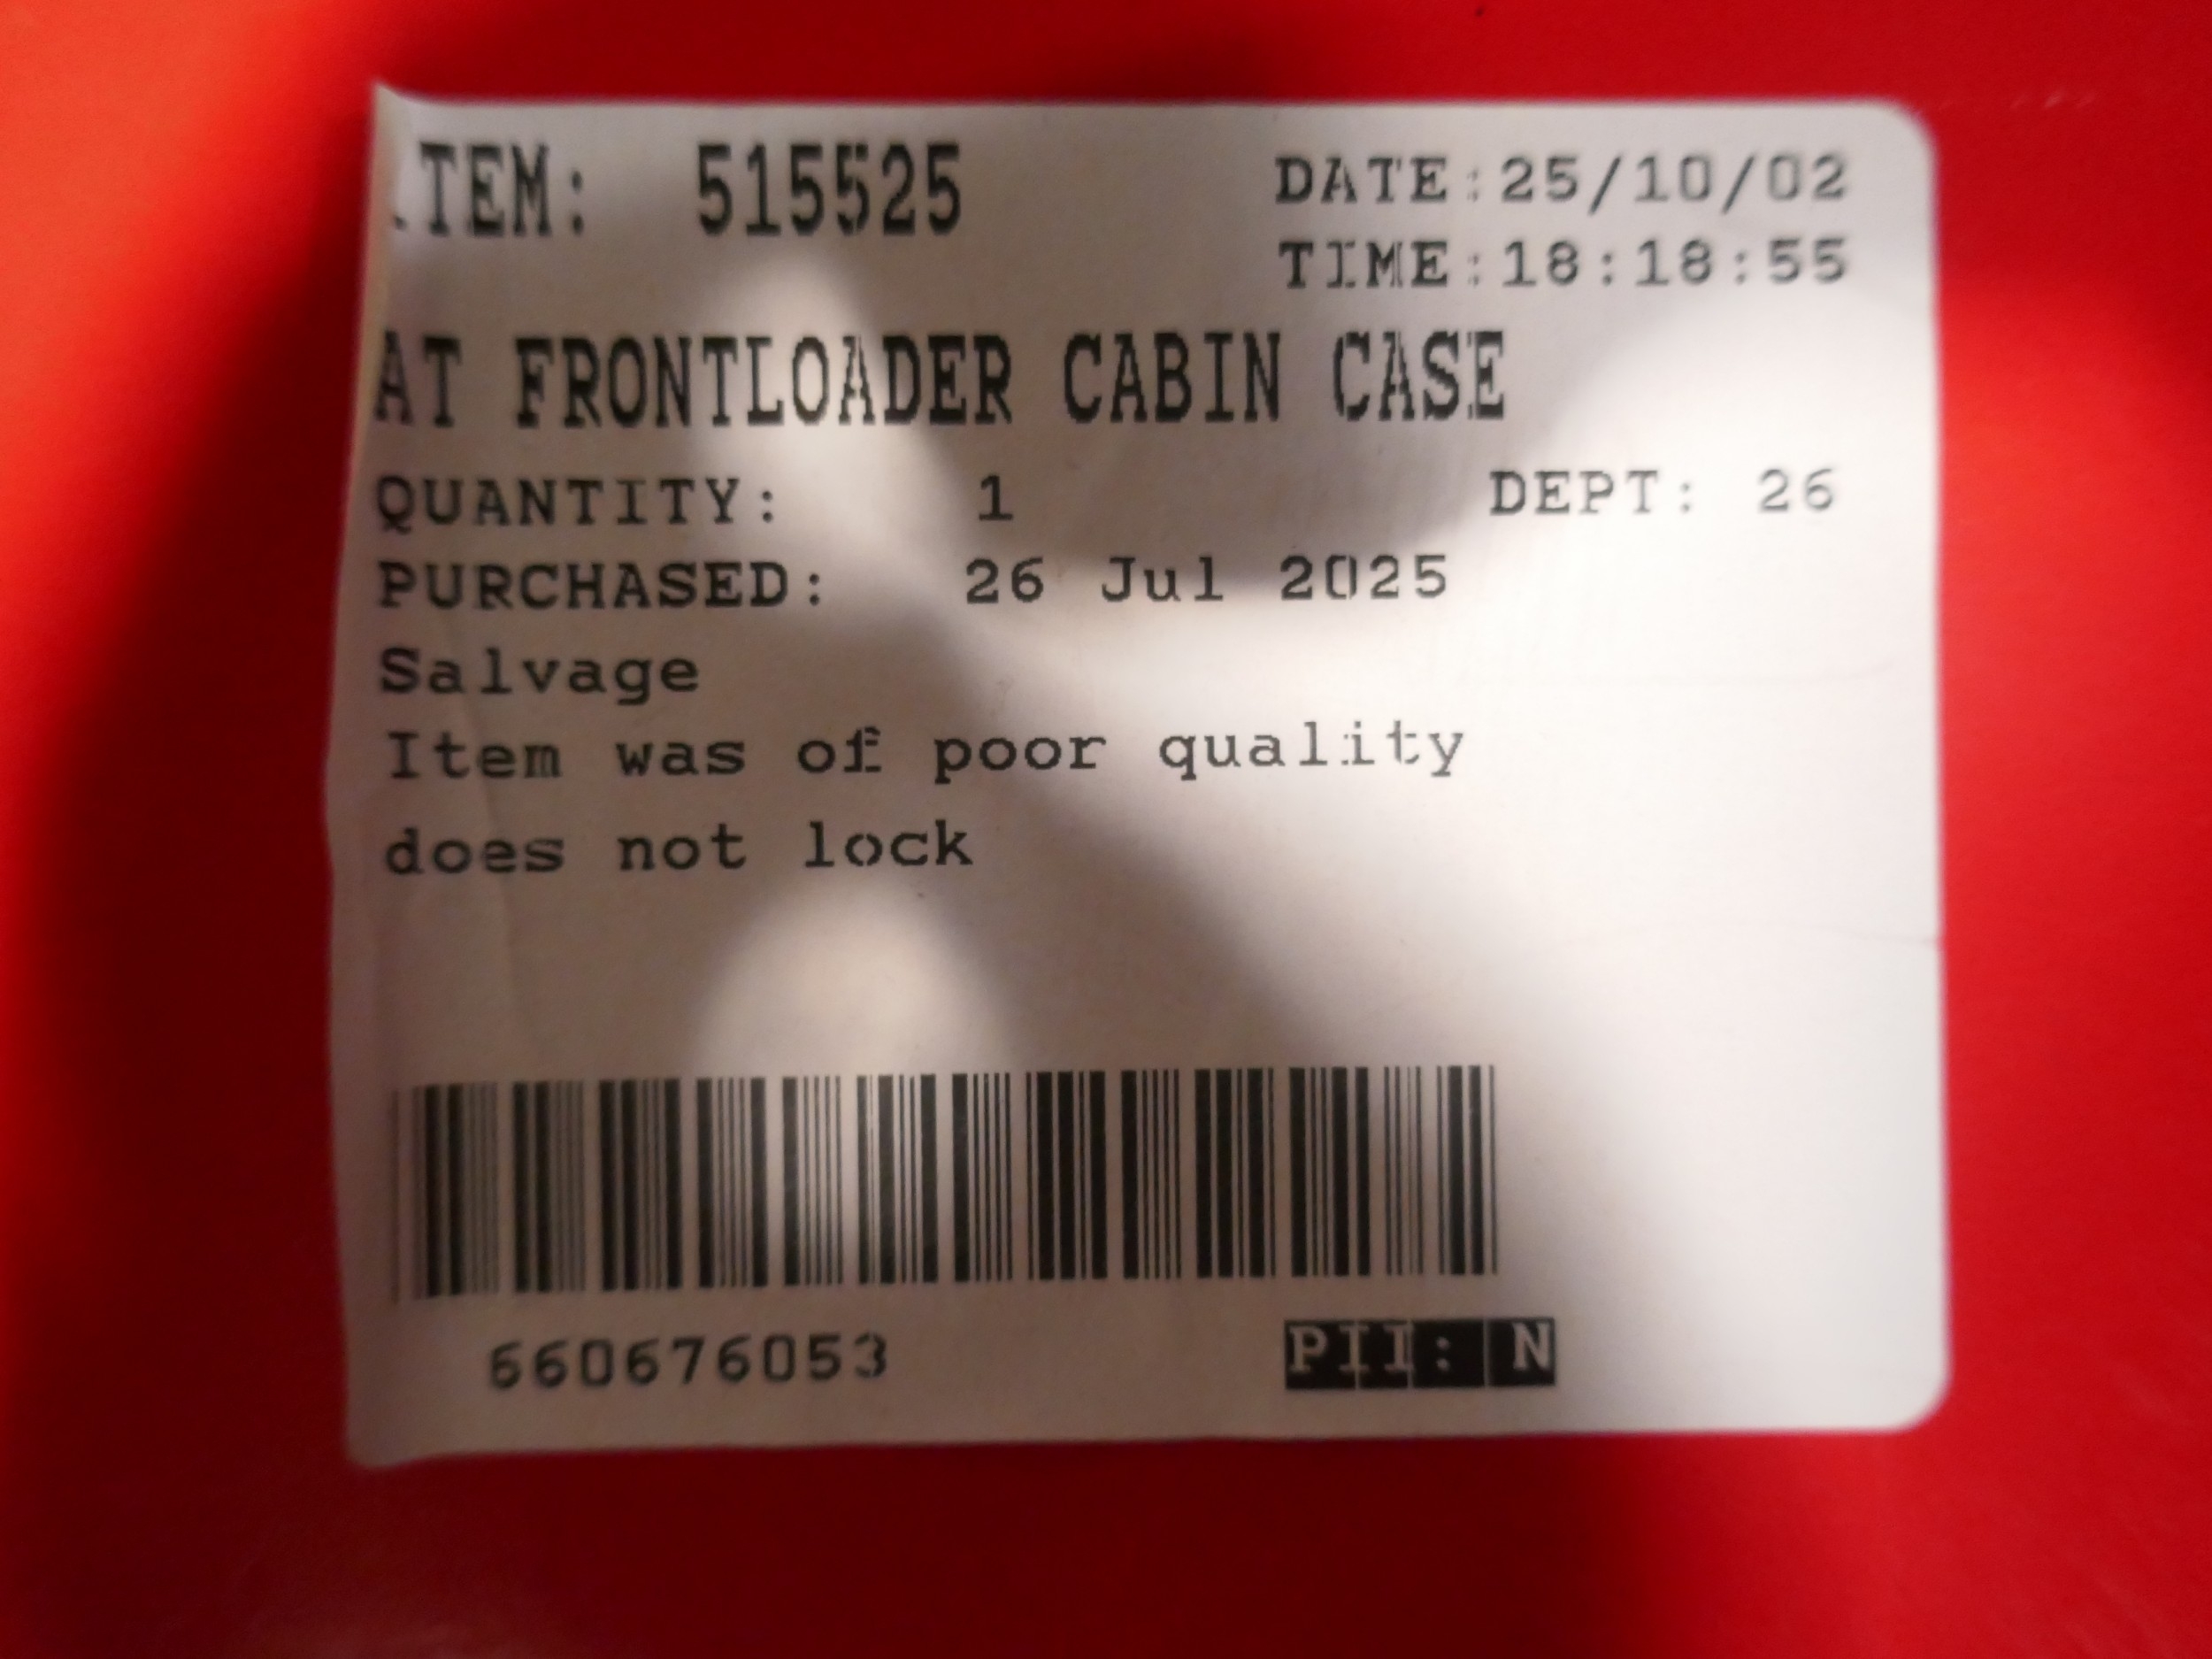 ITEM: 515525
DATE:25/10/02
TIME:18:18:55
AT FRONTLOADER CABIN CASE
QUANTITY: 1 DEPT: 26
PURCHASED: 26 Jul 2025
Salvage
Item was of poor quality
does not lock
660676053 PII: N